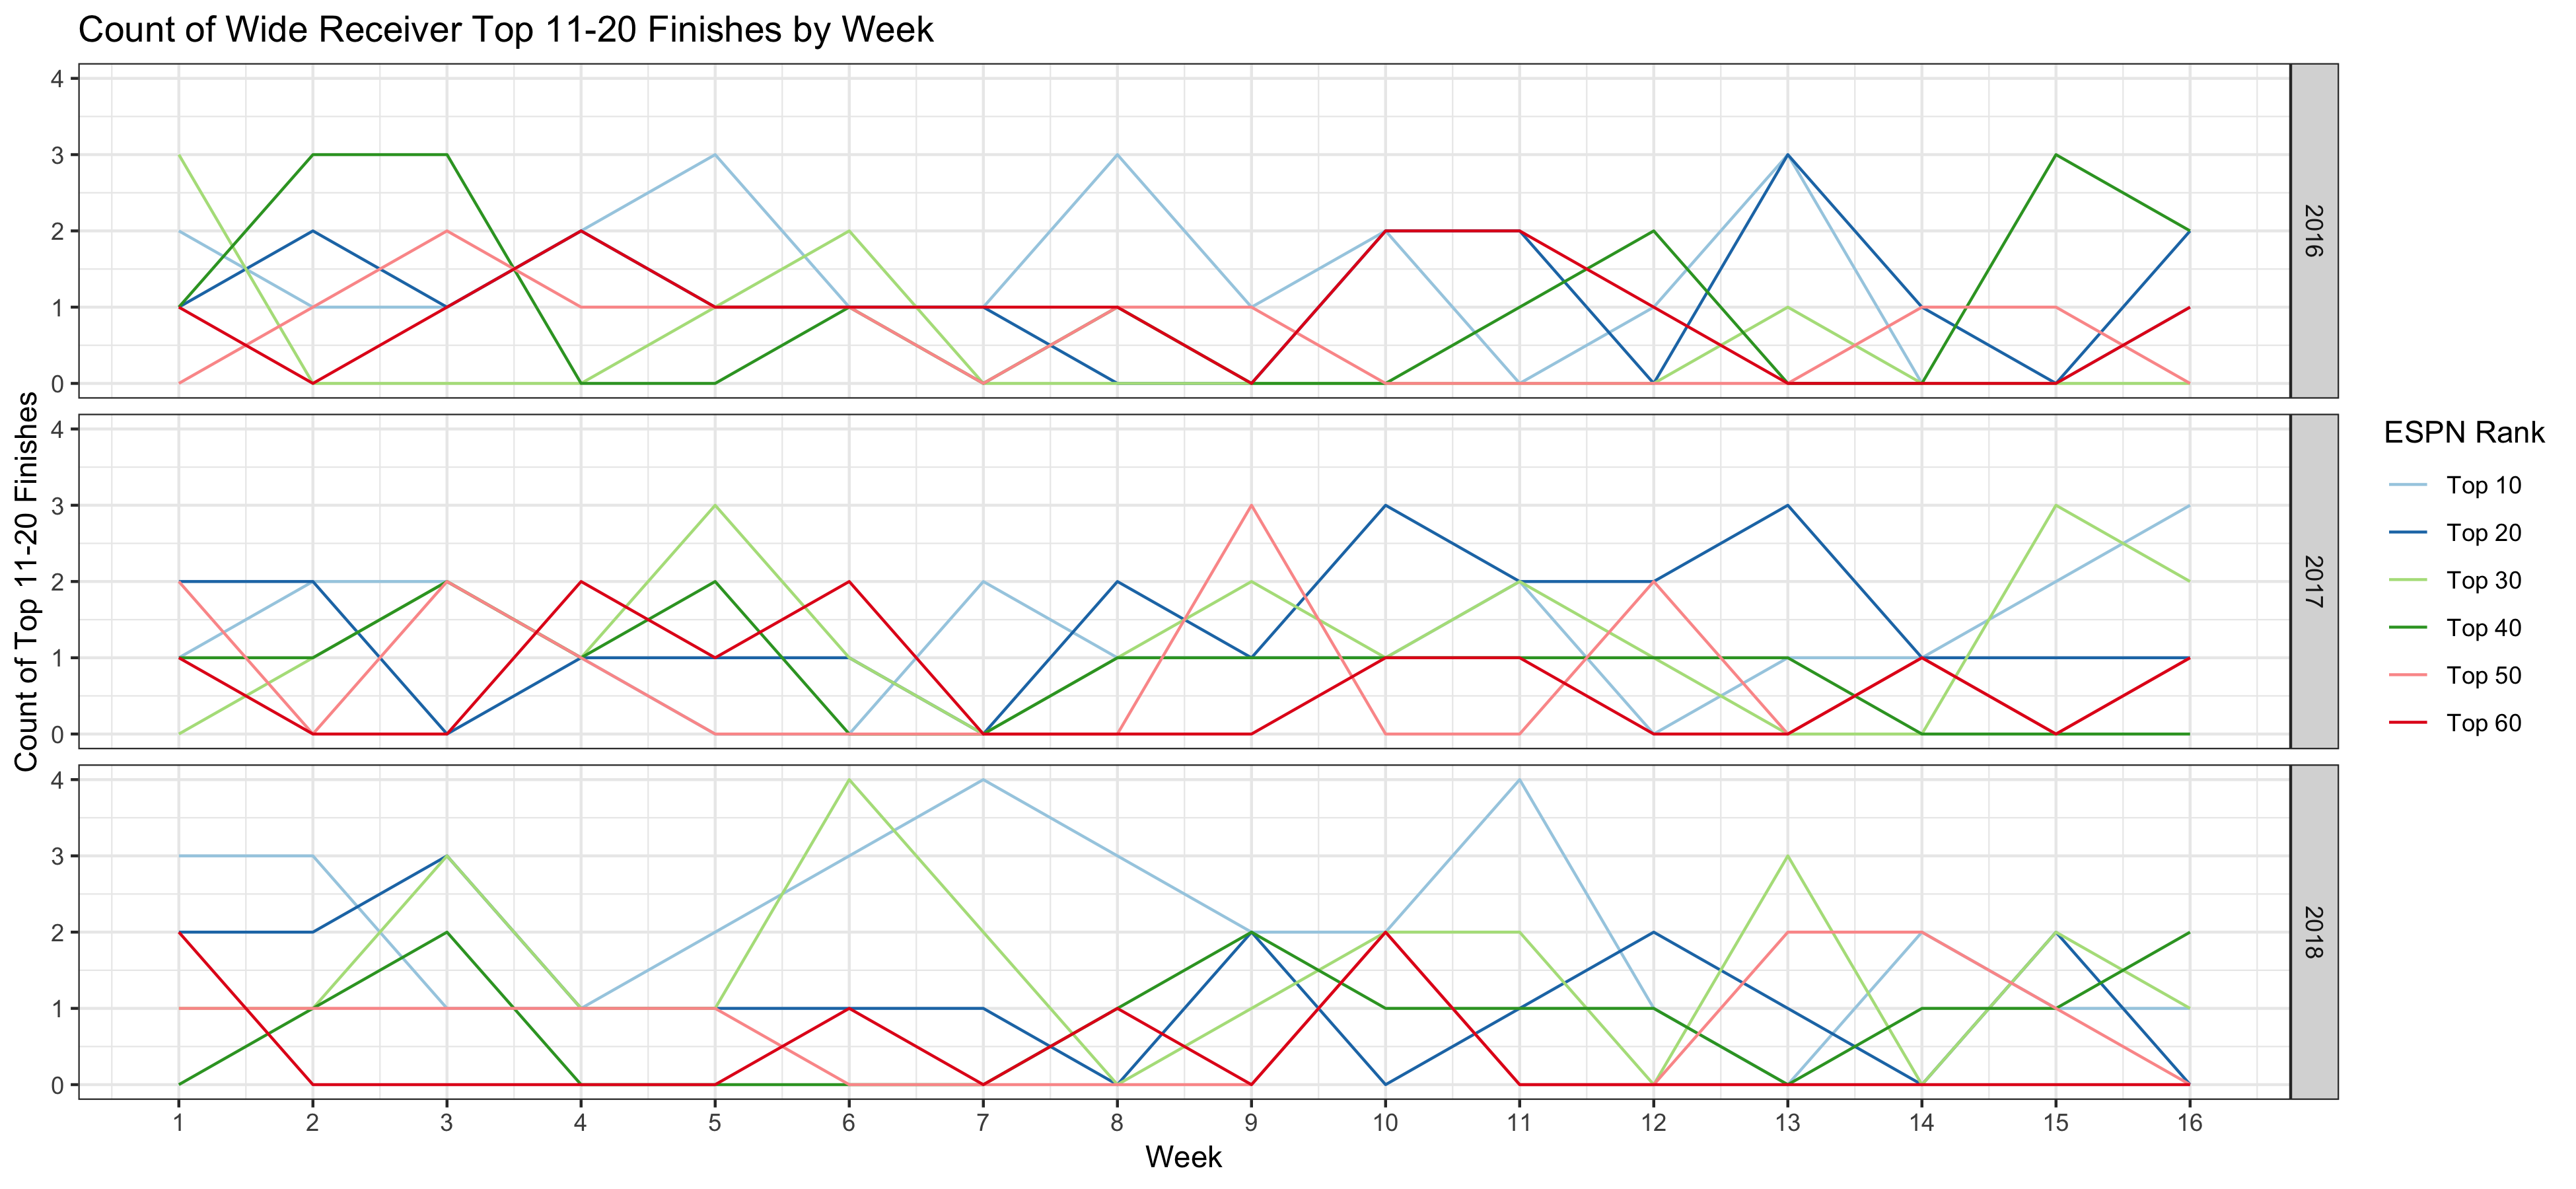 Count of Wide Receiver Top 11-20 Finishes by Week
Count of Top 11-20 Finishes
4
3
2
1
0
2016
4
3
2
1
0
2017
4
3
2
1
0
2018
1 2 3 4 5 6 7 8 9 10 11 12 13 14 15 16
Week
ESPN Rank
Top 10
Top 20
Top 30
Top 40
Top 50
Top 60